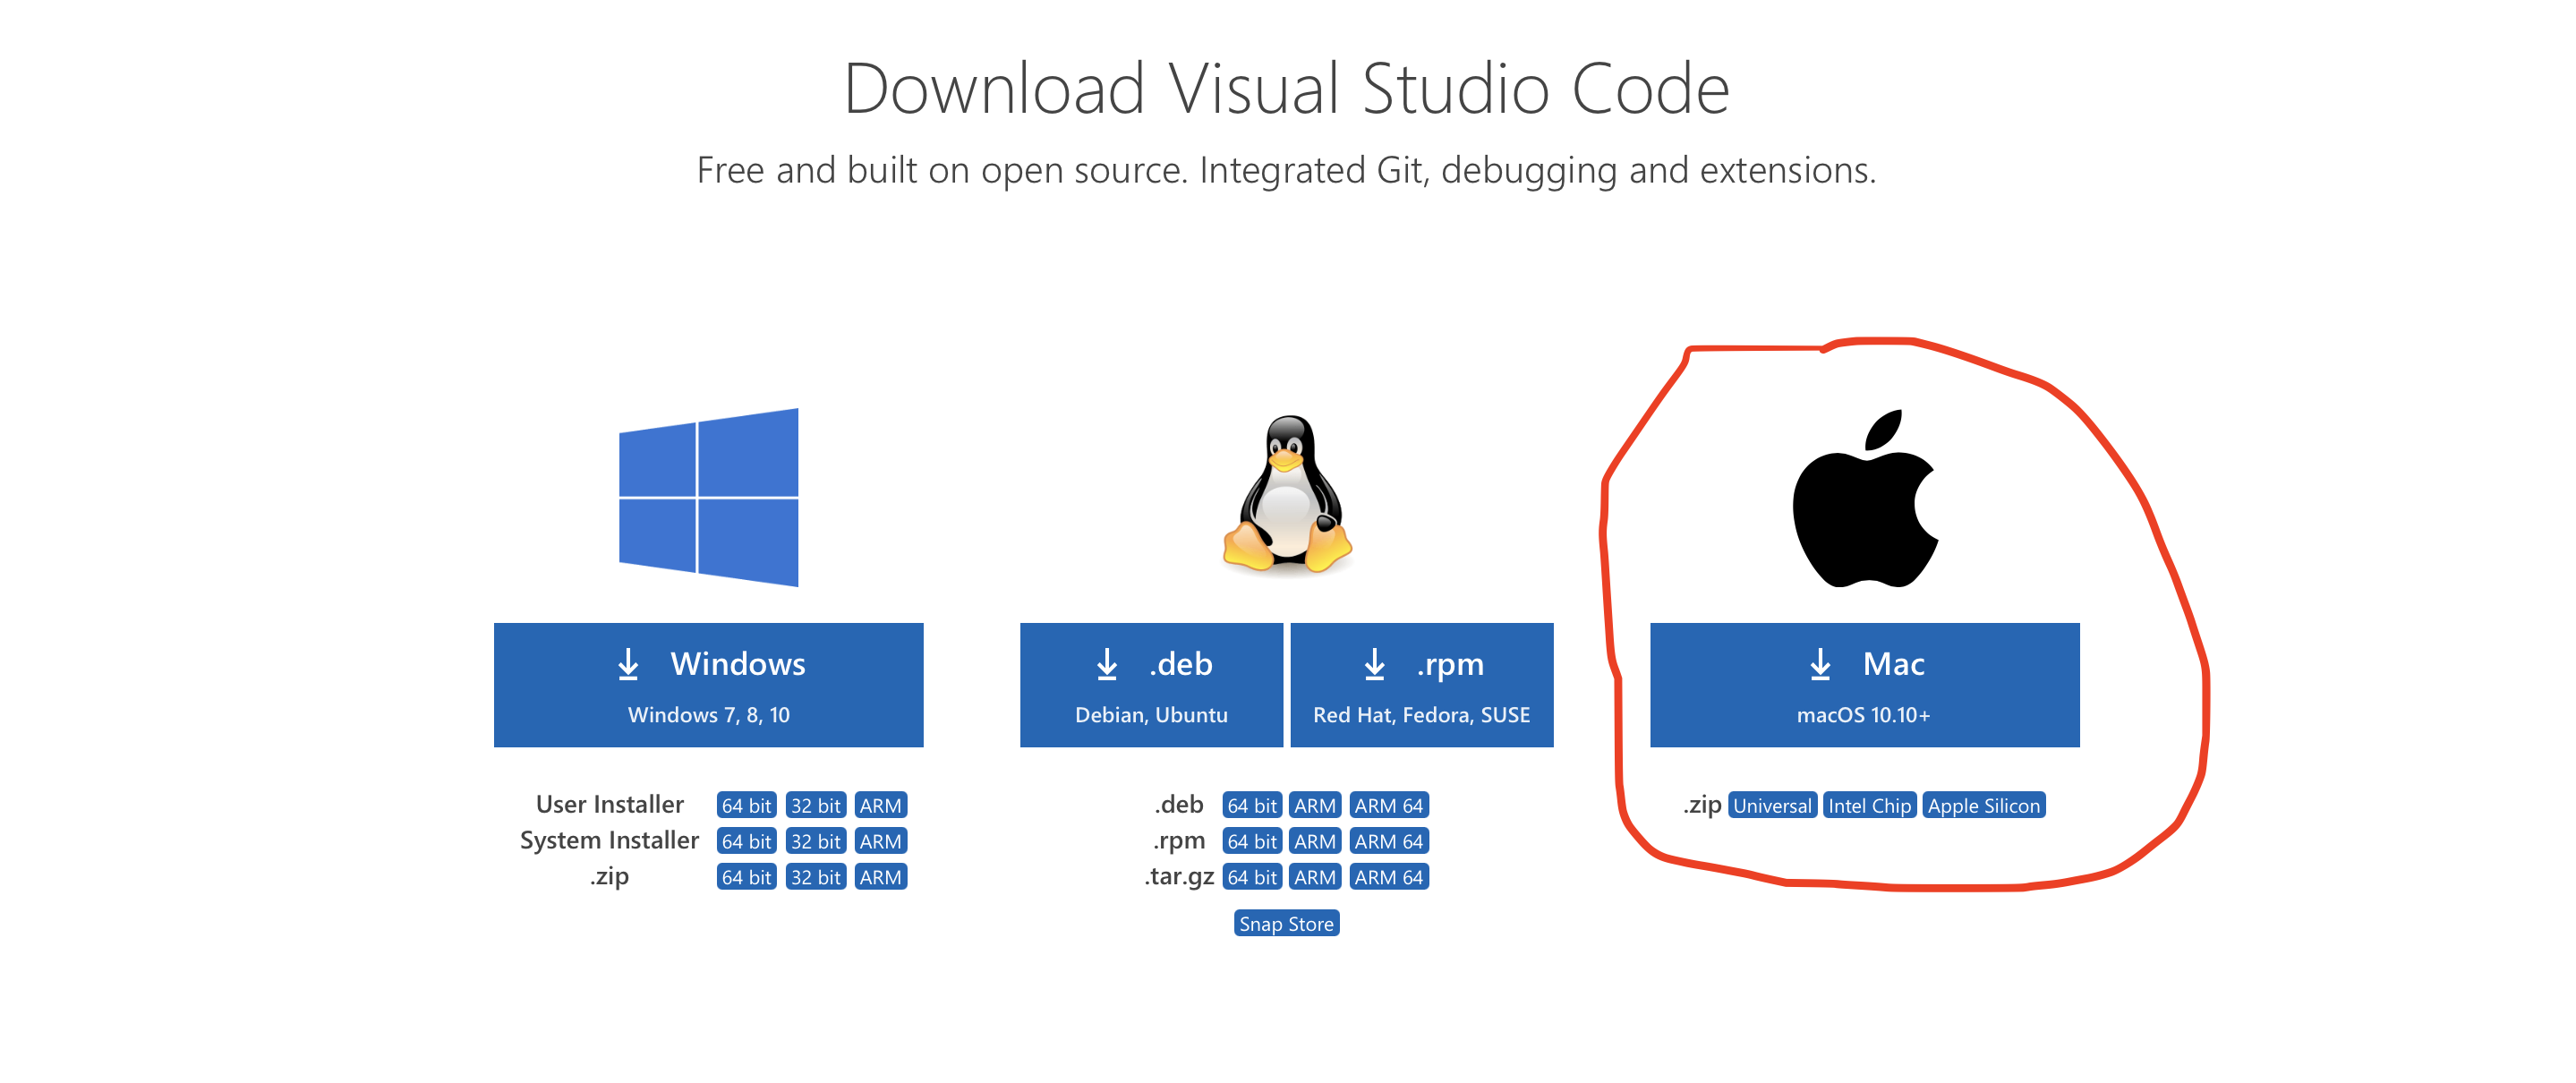 Download Visual Studio Code
Free and built on open source. Integrated Git, debugging and extensions.
Windows
Windows 7, 8, 10
User Installer 64 bit 32 bit ARM
System Installer 64 bit 32 bit ARM
.zip 64 bit 32 bit ARM
.deb
Debian, Ubuntu
.rpm
Red Hat, Fedora, SUSE
.deb 64 bit ARM ARM 64
.rpm 64 bit ARM ARM 64
.tar.gz 64 bit ARM ARM 64
Snap Store
Mac
macOS 10.10+
.zip Universal Intel Chip Apple Silicon